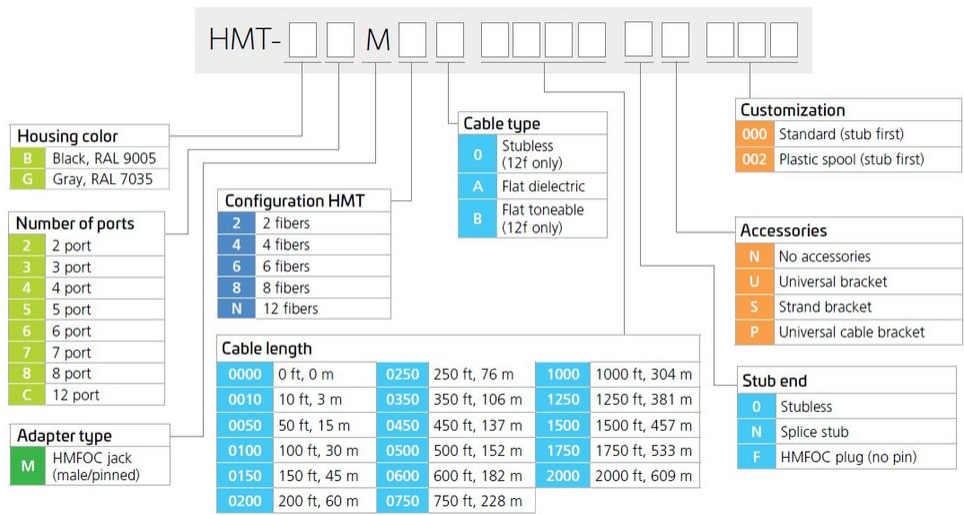 HMT- M
Customization
000 Standard (stub first)
002 Plastic spool (stub first)
Housing color
B Black, RAL 9005
G Gray, RAL 7035
Cable type
0 Stubless
(12f only)
A Flat dielectric
B Flat toneable
(12f only)
Configuration HMT
2 2 fibers
4 4 fibers
6 6 fibers
8 8 fibers
N 12 fibers
Number of ports
2 2 port
3 3 port
4 4 port
5 5 port
6 6 port
7 7 port
8 8 port
C 12 port
Accessories
N No accessories
U Universal bracket
S Strand bracket
P Universal cable bracket
Cable length
0000 0 ft, 0 m 0250 250 ft, 76 m 1000 1000 ft, 304 m
0010 10 ft, 3 m 0350 350 ft, 106 m 1250 1250 ft, 381 m
0050 50 ft, 15 m 0450 450 ft, 137 m 1500 1500 ft, 457 m
0100 100 ft, 30 m 0500 500 ft, 152 m 1750 1750 ft, 533 m
0150 150 ft, 45 m 0600 600 ft, 182 m 2000 2000 ft, 609 m
0200 200 ft, 60 m 0750 750 ft, 228 m
Stub end
0 Stubless
N Splice stub
F HMFOC plug (no pin)
Adapter type
M HMFOC jack
(male/pinned)